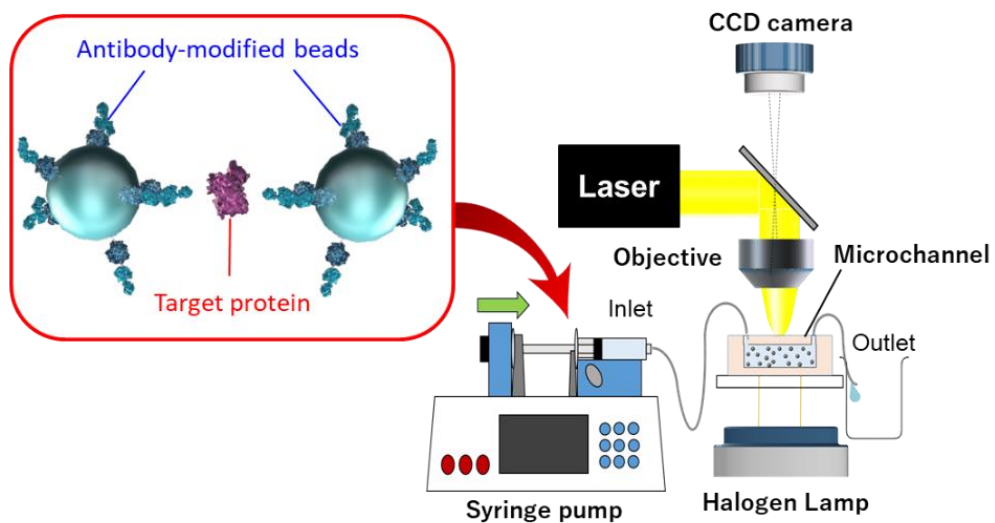 CCD camera
Antibody-modified beads
Laser
Objective
Microchannel
Target protein
Inlet
Outlet
Syringe pump
Halogen Lamp